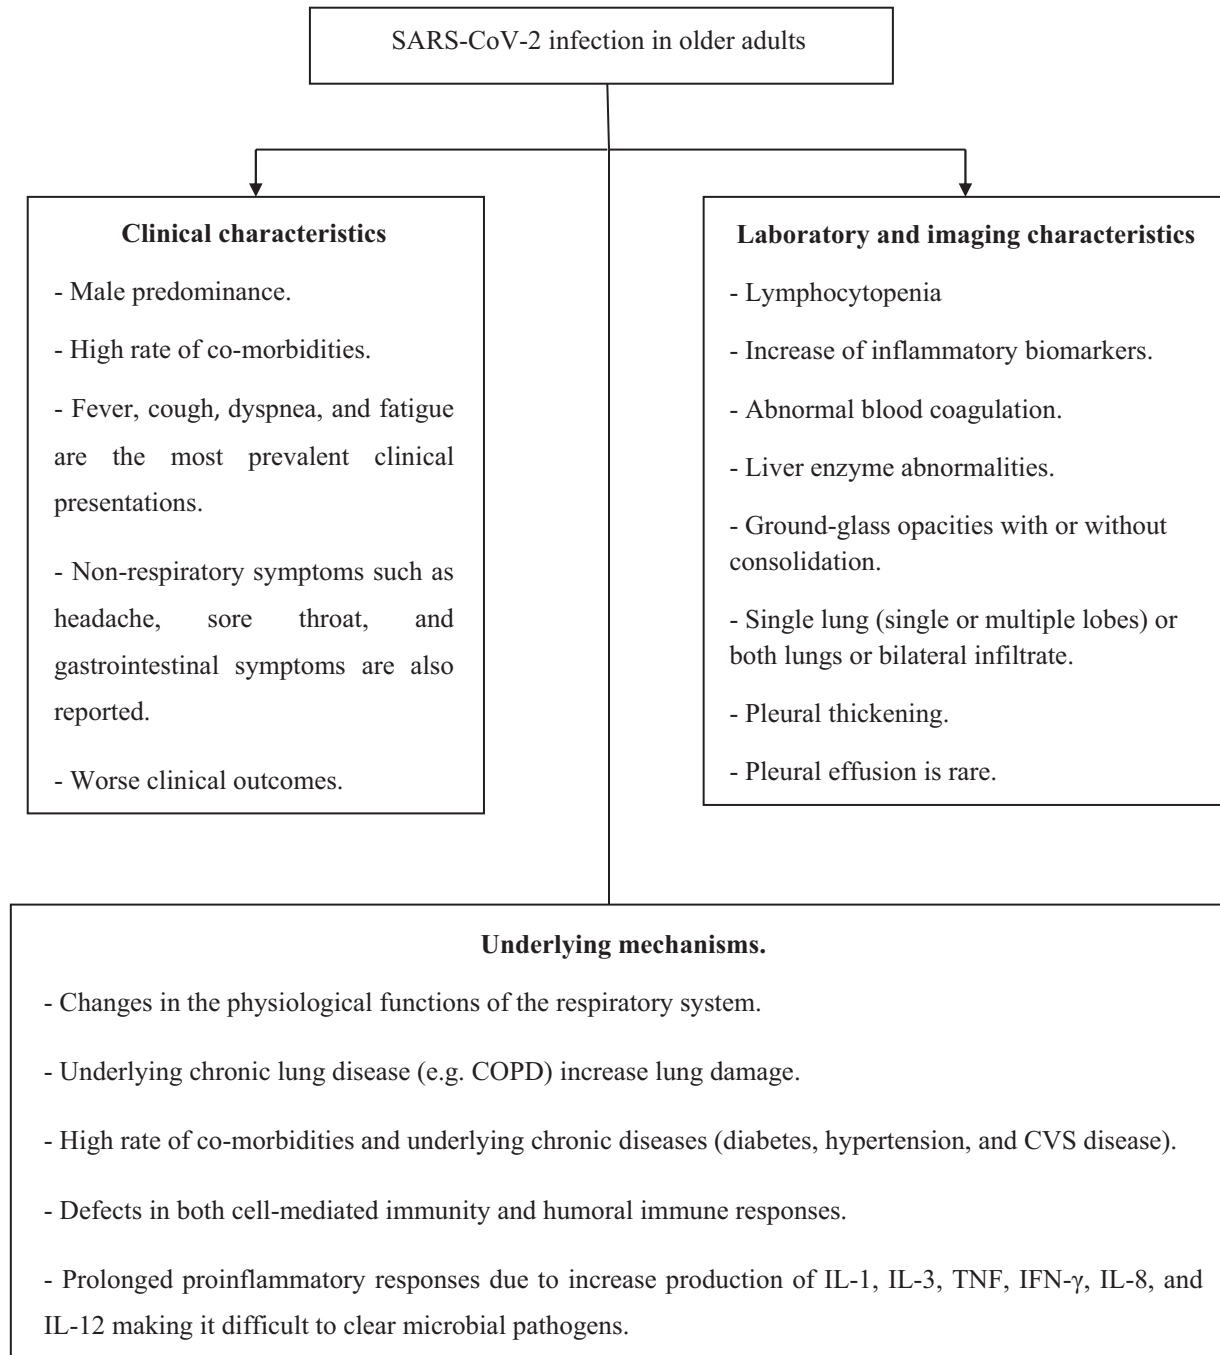 SARS-CoV-2 infection in older adults
Clinical characteristics
- Male predominance.
- High rate of co-morbidities.
- Fever, cough, dyspnea, and fatigue
are the most prevalent clinical
presentations.
- Non-respiratory symptoms such as
headache, sore throat, and
gastrointestinal symptoms are also
reported.
- Worse clinical outcomes.
Laboratory and imaging characteristics
- Lymphocytopenia
- Increase of inflammatory biomarkers.
- Abnormal blood coagulation.
- Liver enzyme abnormalities.
- Ground-glass opacities with or without
consolidation.
- Single lung (single or multiple lobes) or
both lungs or bilateral infiltrate.
- Pleural thickening.
- Pleural effusion is rare.
Underlying mechanisms.
- Changes in the physiological functions of the respiratory system.
- Underlying chronic lung disease (e.g. COPD) increase lung damage.
- High rate of co-morbidities and underlying chronic diseases (diabetes, hypertension, and CVS disease).
- Defects in both cell-mediated immunity and humoral immune responses.
- Prolonged proinflammatory responses due to increase production of IL-1, IL-3, TNF, IFN-γ, IL-8, and
IL-12 making it difficult to clear microbial pathogens.